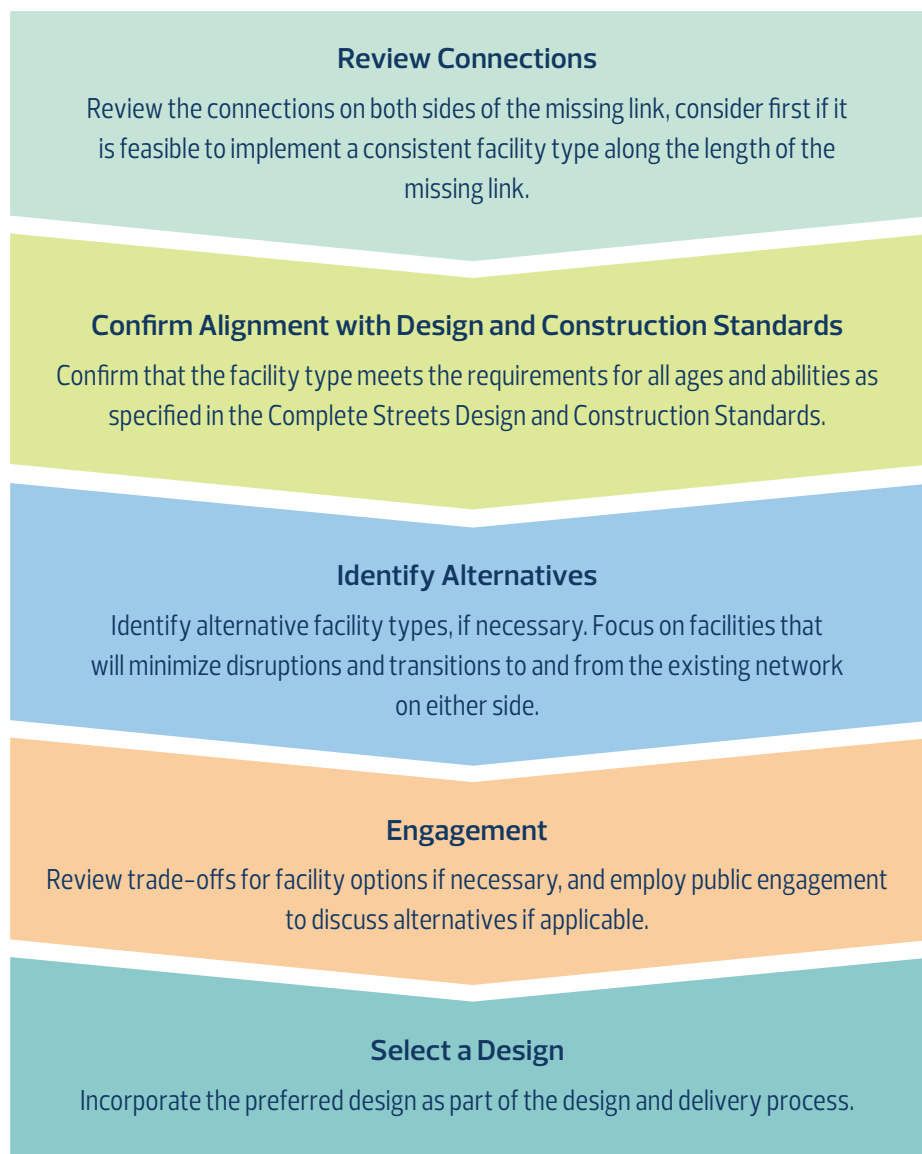 Review Connections
Review the connections on both sides of the missing link, consider first if it
is feasible to implement a consistent facility type along the length of the
missing link.
Confirm Alignment with Design and Construction Standards
Confirm that the facility type meets the requirements for all ages and abilities as
specified in the Complete Streets Design and Construction Standards.
Identify Alternatives
Identify alternative facility types, if necessary. Focus on facilities that
will minimize disruptions and transitions to and from the existing network
on either side.
Engagement
Review trade-offs for facility options if necessary, and employ public engagement
to discuss alternatives if applicable.
Select a Design
Incorporate the preferred design as part of the design and delivery process.